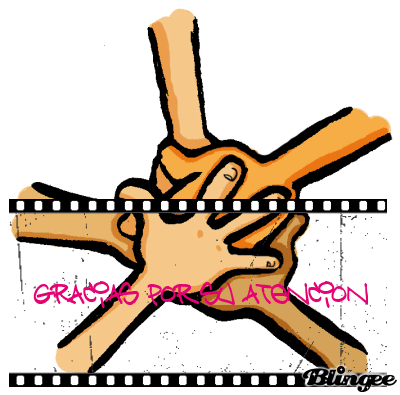 GRACIAS POR SU ATENCION
Blingee